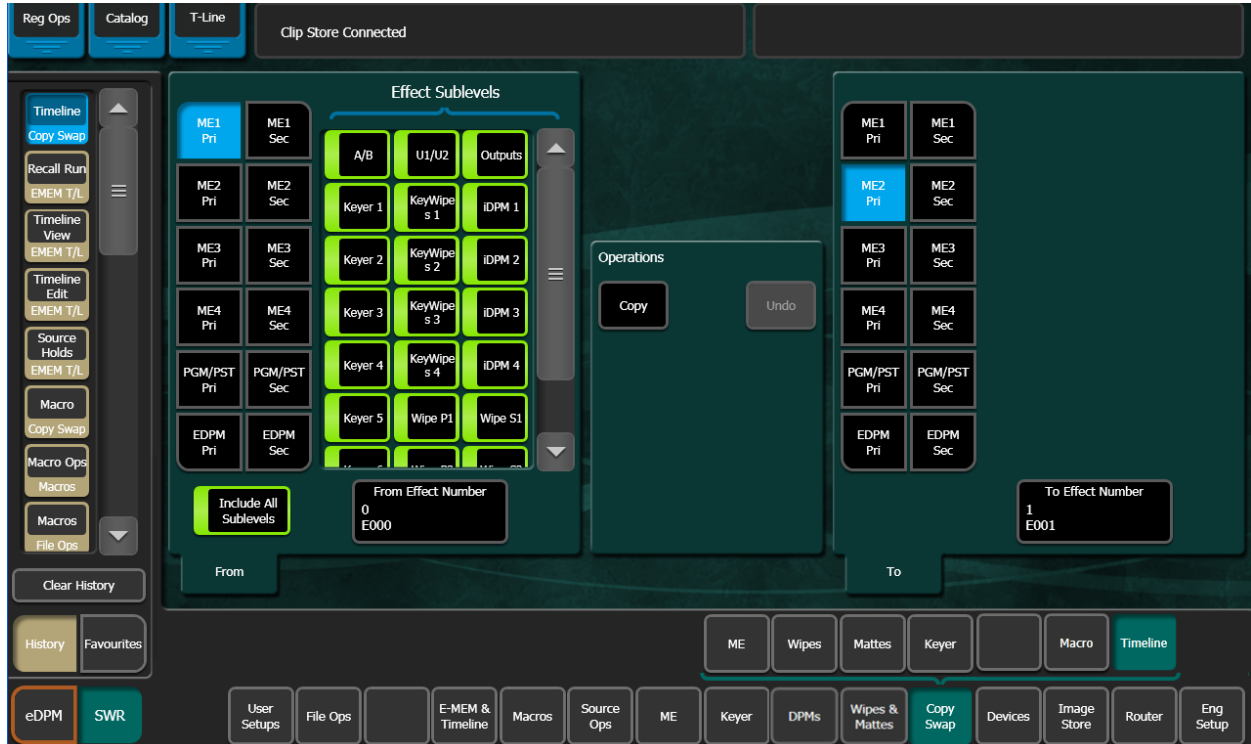 Reg Ops
Catalog
T-Line
Clip Store Connected
Timeline
Copy Swap
Recall Run
EMEM T/L
Timeline
View
EMEM T/L
Timeline
Edit
EMEM T/L
Source
Holds
EMEM T/L
Macro
Copy Swap
Macro Ops
Macros
Macros
File Ops
Clear History
History
Favourites
eDPM
SWR
ME1
Pri
ME1
Sec
ME2
Pri
ME2
Sec
ME3
Pri
ME3
Sec
ME4
Pri
ME4
Sec
PGM/PST
Pri
PGM/PST
Sec
EDPM
Pri
EDPM
Sec
Effect Sublevels
A/B
U1/U2
Outputs
Keyer 1
KeyWipe
s 1
iDPM 1
Keyer 2
KeyWipe
s 2
iDPM 2
Keyer 3
KeyWipe
s 3
iDPM 3
Keyer 4
KeyWipe
s 4
iDPM 4
Keyer 5
Wipe P1
Wipe S1
Include All
Sublevels
From Effect Number
0
E000
From
Operations
Copy
Undo
ME1
Pri
ME1
Sec
ME2
Pri
ME2
Sec
ME3
Pri
ME3
Sec
ME4
Pri
ME4
Sec
PGM/PST
Pri
PGM/PST
Sec
EDPM
Pri
EDPM
Sec
To Effect Number
1
E001
To
ME
Wipes
Mattes
Keyer
Macro
Timeline
User
Setups
File Ops
E-MEM &
Timeline
Macros
Source
Ops
ME
Keyer
DPMs
Wipes &
Mattes
Copy
Swap
Devices
Image
Store
Router
Eng
Setup